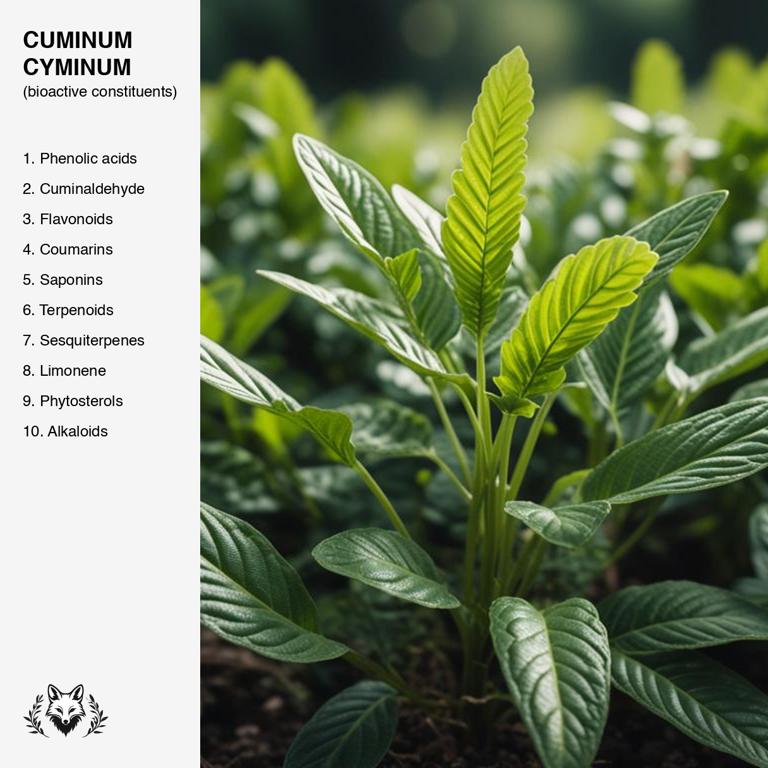 CUMINUM
CYMINUM
(bioactive constituents)
1. Phenolic acids
2. Cuminaldehyde
3. Flavonoids
4. Coumarins
5. Saponins
6. Terpenoids
7. Sesquiterpenes
8. Limonene
9. Phytosterols
10. Alkaloids